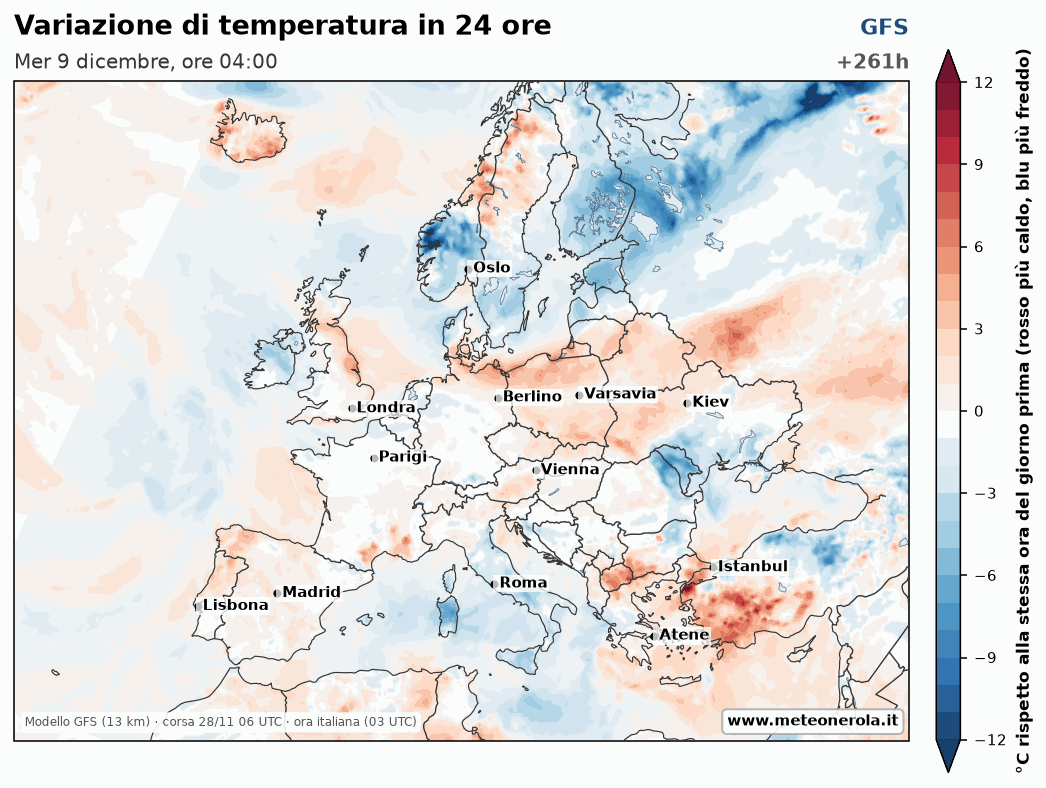 Variazione di temperatura in 24 ore
GFS
Mer 9 dicembre, ore 04:00
+261h
Oslo
Londra
Berlino
Varsavia
Kiev
Parigi
Vienna
Madrid
Lisbona
Roma
Istanbul
Atene
Modello GFS (13 km) · corsa 28/11 06 UTC · ora italiana (03 UTC)
www.meteonerola.it
12
9
6
3
0
−3
−6
−9
−12
°C rispetto alla stessa ora del giorno prima (rosso più caldo, blu più freddo)